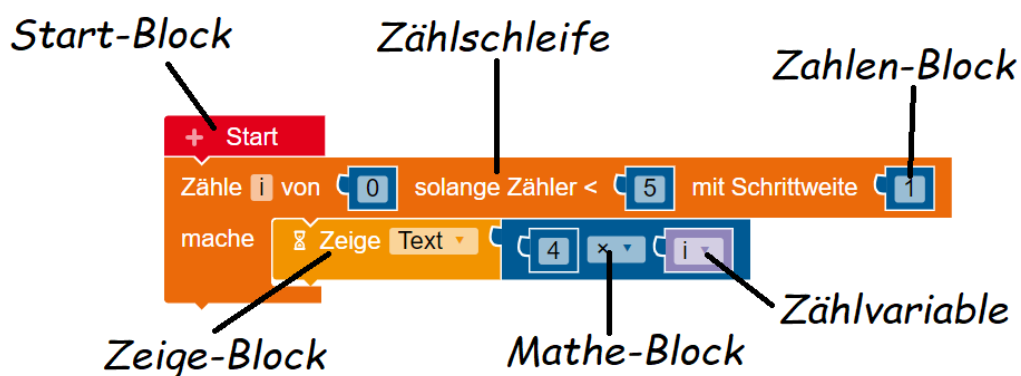 Start-Block
Zählschleife
Zahlen-Block
+ Start
Zähle i von 0 solange Zähler < 5 mit Schrittweite 1
mache Zeige Text 4 × i
Zählvariable
Zeige-Block
Mathe-Block